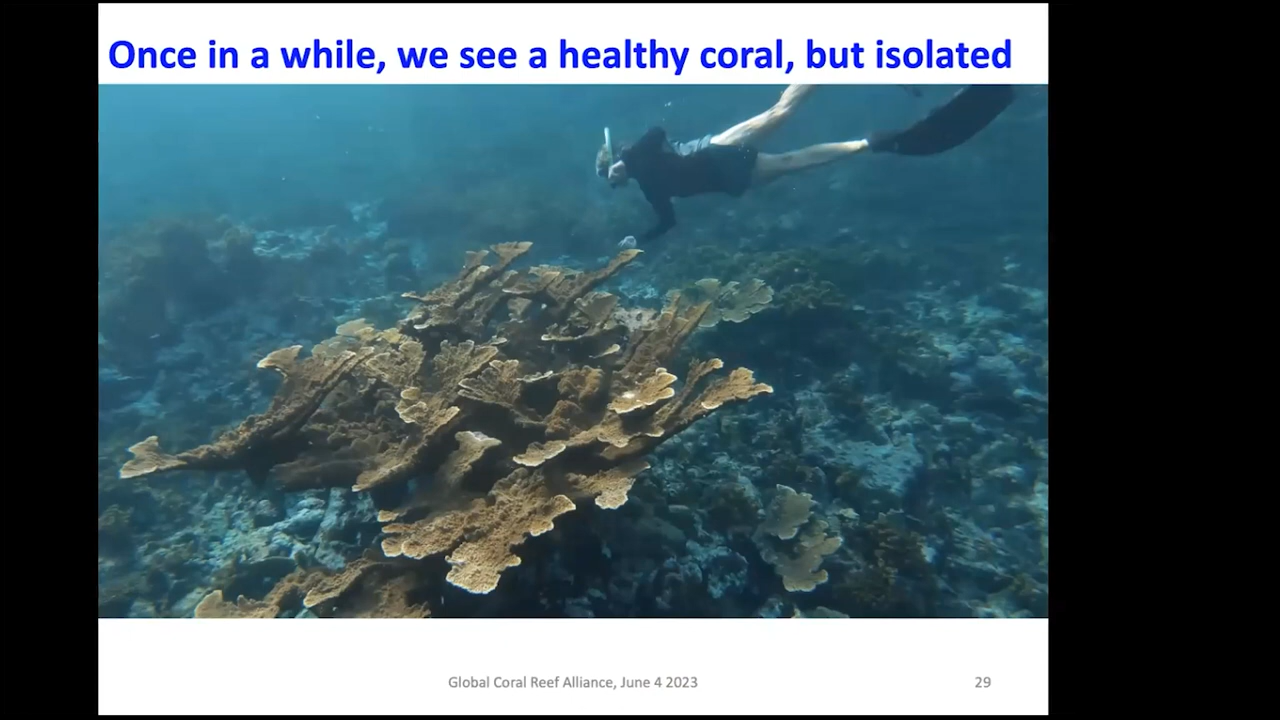 Once in a while, we see a healthy coral, but isolated
Global Coral Reef Alliance, June 4 2023
29